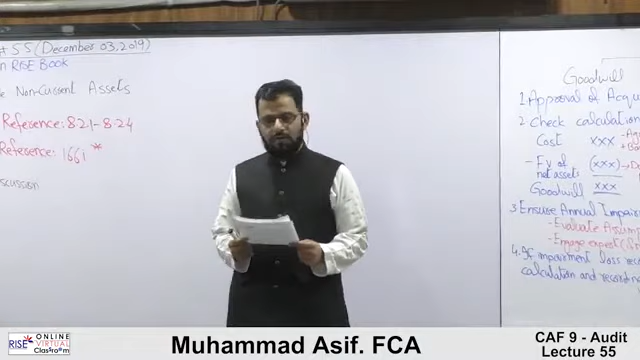 # 55 (December 03, 2019)
n RISE Book
Non-Current Assets
Reference: 821-824
Reference: 1661 *
Goodwill
1. Approval of Acqu
2 Check calculation
Cost xxx
- FV of net assets (xxx)
Goodwill xxx
3 Ensure Annual Impair
- Evaluate Assum
- Engage expert
4. If impairment loss rec
calculation and
RISE ONLINE VIRTUAL Classroom
Muhammad Asif. FCA
CAF 9 - Audit
Lecture 55